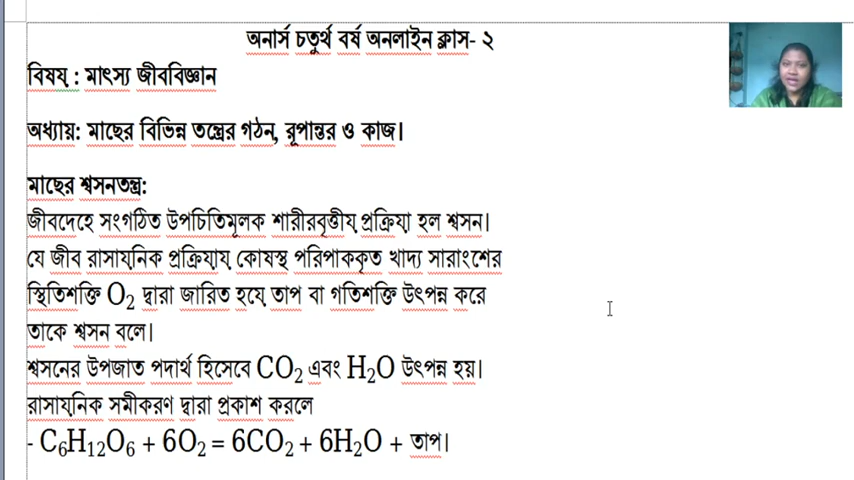 অনার্স চতুর্থ বর্ষ অনলাইন ক্লাস- ২
বিষয় : মাৎস্য জীববিজ্ঞান
অধ্যায়: মাছের বিভিন্ন তন্ত্রের গঠন, রূপান্তর ও কাজ।
মাছের শ্বসনতন্ত্র:
জীবদেহে সংগঠিত উপচিতিমূলক শারীরবৃত্তীয় প্রক্রিয়া হল শ্বসন।
যে জীব রাসায়নিক প্রক্রিয়ায় কোষস্থ পরিপাককৃত খাদ্য সারাংশের
স্থিতিশক্তি O₂ দ্বারা জারিত হয়ে তাপ বা গতিশক্তি উৎপন্ন করে
তাকে শ্বসন বলে।
শ্বসনের উপজাত পদার্থ হিসেবে CO₂ এবং H₂O উৎপন্ন হয়।
রাসায়নিক সমীকরণ দ্বারা প্রকাশ করলে
- C₆H₁₂O₆ + 6O₂ = 6CO₂ + 6H₂O + তাপ।